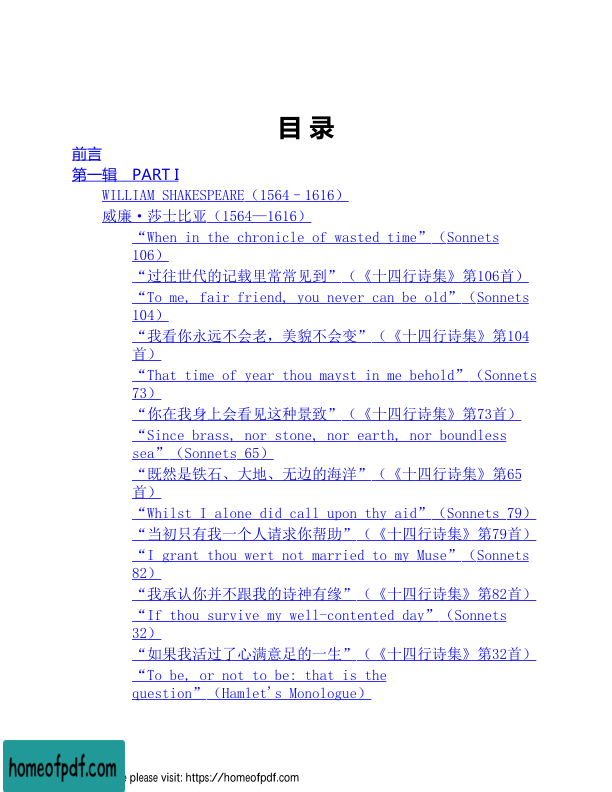 目录
前言
第一辑　PART I
WILLIAM SHAKESPEARE（1564－1616）
威廉·莎士比亚（1564—1616）
“When in the chronicle of wasted time”（Sonnets
106）
“过往世代的记载里常常见到”（《十四行诗集》第106首）
“To me, fair friend, you never can be old”（Sonnets
104）
“我看你永远不会老，美貌不会变”（《十四行诗集》第104
首）
“That time of year thou mayst in me behold”（Sonnets
73）
“你在我身上会看见这种景致”（《十四行诗集》第73首）
“Since brass, nor stone, nor earth, nor boundless
sea”（Sonnets 65）
“既然是铁石、大地、无边的海洋”（《十四行诗集》第65
首）
“Whilst I alone did call upon thy aid”（Sonnets 79）
“当初只有我一个人请求你帮助”（《十四行诗集》第79首）
“I grant thou wert not married to my Muse”（Sonnets
82）
“我承认你并不跟我的诗神有缘”（《十四行诗集》第82首）
“If thou survive my well-contented day”（Sonnets
32）
“如果我活过了心满意足的一生”（《十四行诗集》第32首）
“To be, or not to be: that is the
question”（Hamlet's Monologue）
homeofpdf.com
please visit: https://homeofpdf.com